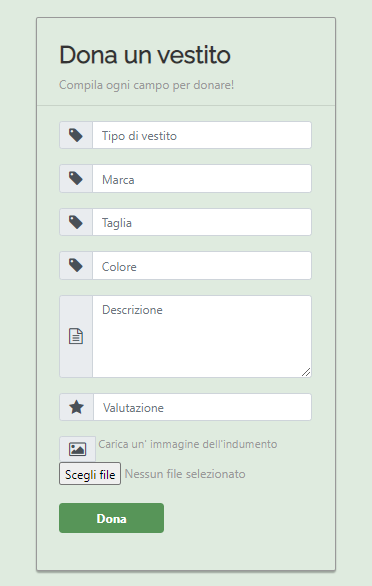 Dona un vestito
Compila ogni campo per donare!
Tipo di vestito
Marca
Taglia
Colore
Descrizione
Valutazione
Carica un' immagine dell'indumento
Scegli file Nessun file selezionato
Dona